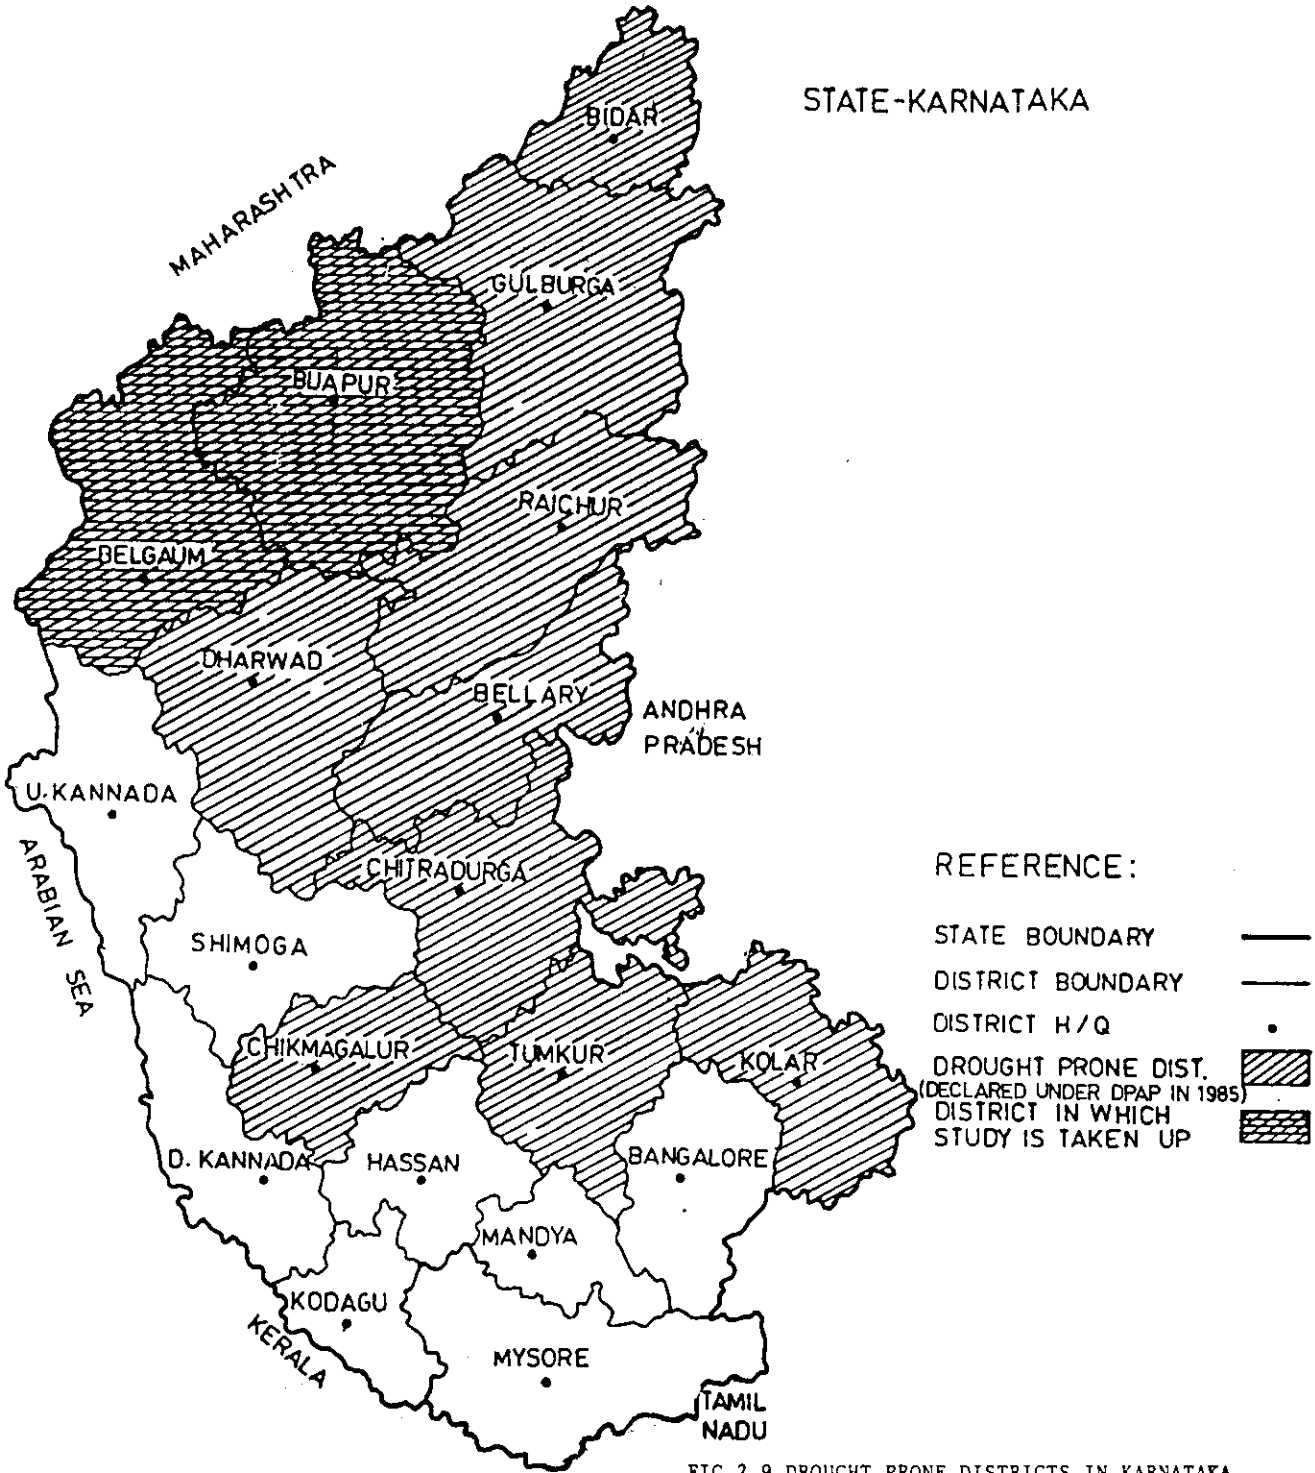 STATE-KARNATAKA
BIDAR
MAHARASHTRA
GULBURGA
BIJAPUR
RAICHUR
BELGAUM
DHARWAD
BELLARY
ANDHRA
PRADESH
U.KANNADA
ARABIAN SEA
CHITRADURGA
SHIMOGA
CHIKMAGALUR
TUMKUR
KOLAR
D.KANNADA
HASSAN
BANGALORE
MANDYA
KODAGU
KERALA
MYSORE
TAMIL
NADU
REFERENCE:
STATE BOUNDARY
DISTRICT BOUNDARY
DISTRICT H/Q
DROUGHT PRONE DIST.
(DECLARED UNDER DPAP IN 1985)
DISTRICT IN WHICH
STUDY IS TAKEN UP
FIG 2.9 DROUGHT PRONE DISTRICTS IN KARNATAKA